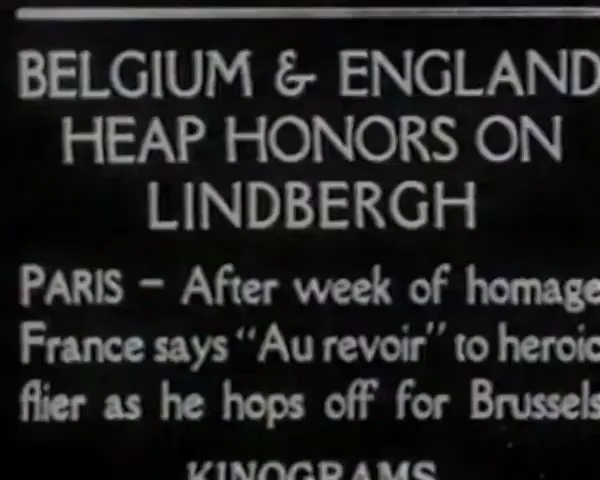 BELGIUM & ENGLAND
HEAP HONORS ON
LINDBERGH
PARIS - After week of homage
France says "Au revoir" to heroic
flier as he hops off for Brussels
KINOGRAMS